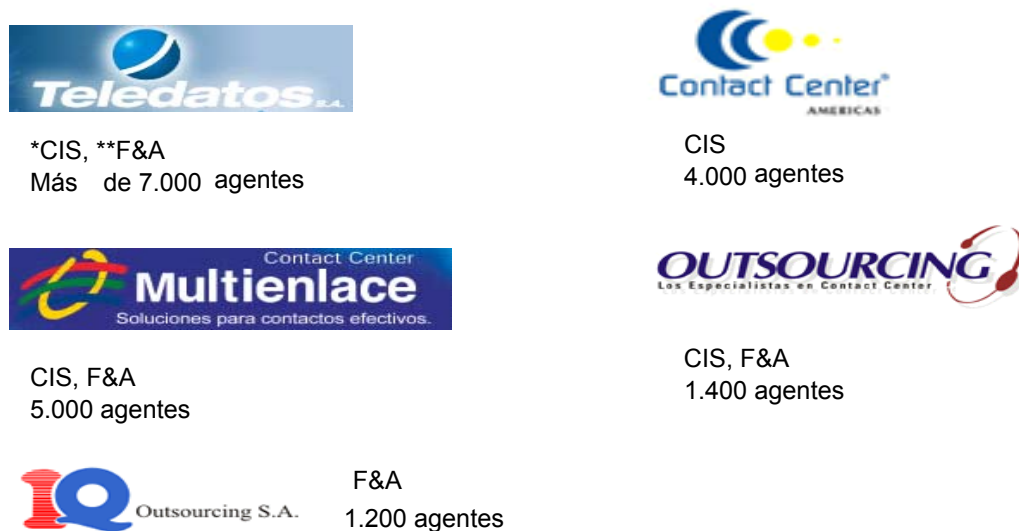 Teledatos S.A.
*CIS, **F&A
Más de 7.000 agentes
Contact Center®
AMERICAS
CIS
4.000 agentes
Contact Center
Multienlace
Soluciones para contactos efectivos.
CIS, F&A
5.000 agentes
OUTSOURCING
Los Especialistas en Contact Center
CIS, F&A
1.400 agentes
IQ Outsourcing S.A.
F&A
1.200 agentes